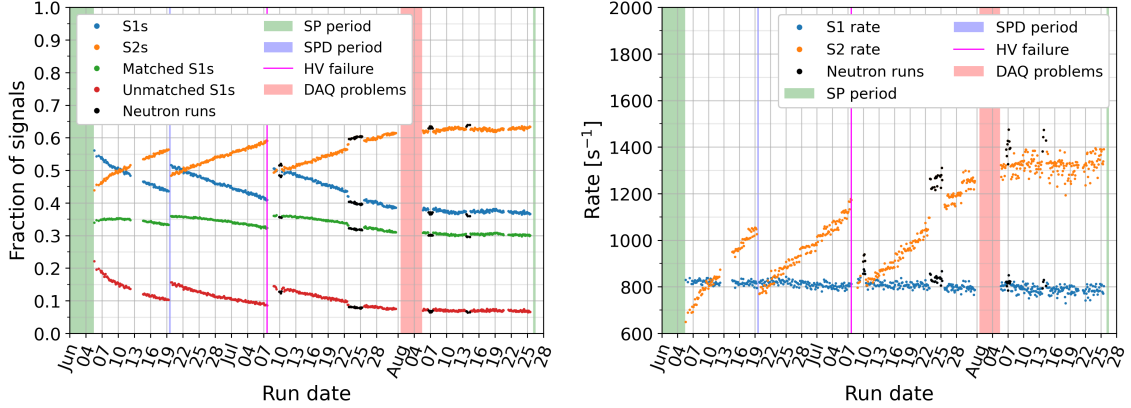 1.0
0.9
0.8
0.7
0.6
0.5
0.4
0.3
0.2
0.1
0.0
Fraction of signals
S1s
S2s
Matched S1s
Unmatched S1s
Neutron runs
SP period
SPD period
HV failure
DAQ problems
Jun 04 07 10 13 16 19 22 25 28 Jul 04 07 10 13 16 19 22 25 28 Aug 04 07 10 13 16 19 22 25 28
Run date
2000
1800
1600
1400
1200
1000
800
600
Rate [s⁻¹]
S1 rate
S2 rate
Neutron runs
SP period
SPD period
HV failure
DAQ problems
Jun 04 07 10 13 16 19 22 25 28 Jul 04 07 10 13 16 19 22 25 28 Aug 04 07 10 13 16 19 22 25 28
Run date